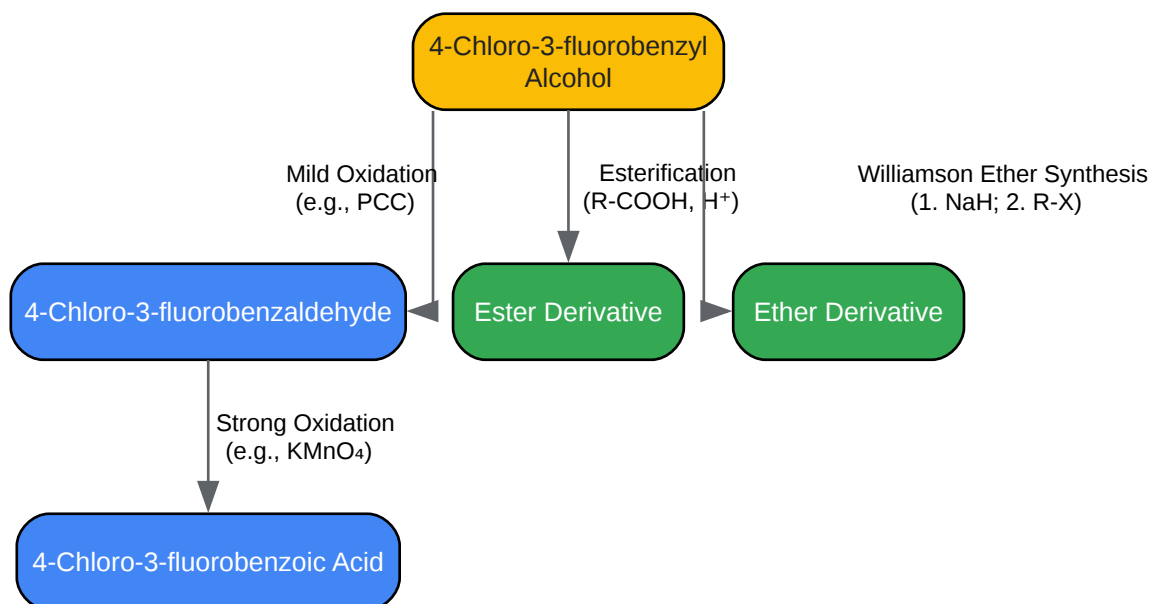 4-Chloro-3-fluorobenzyl
Alcohol
Mild Oxidation
(e.g., PCC)
Esterification
(R-COOH, H⁺)
Williamson Ether Synthesis
(1. NaH; 2. R-X)
4-Chloro-3-fluorobenzaldehyde
Ester Derivative
Ether Derivative
Strong Oxidation
(e.g., KMnO₄)
4-Chloro-3-fluorobenzoic Acid